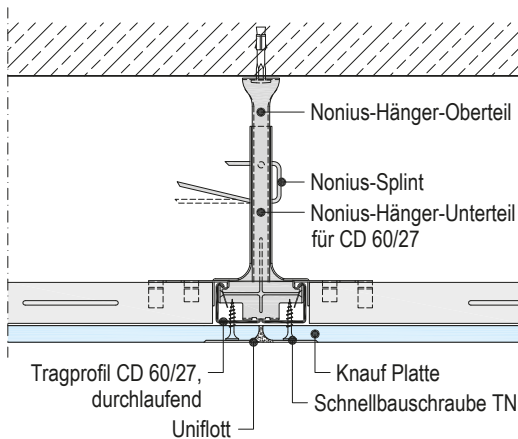 Nonius-Hänger-Oberteil
Nonius-Splint
Nonius-Hänger-Unterteil
für CD 60/27
Tragprofil CD 60/27,
durchlaufend
Uniflott
Knauf Platte
Schnellbauschraube TN